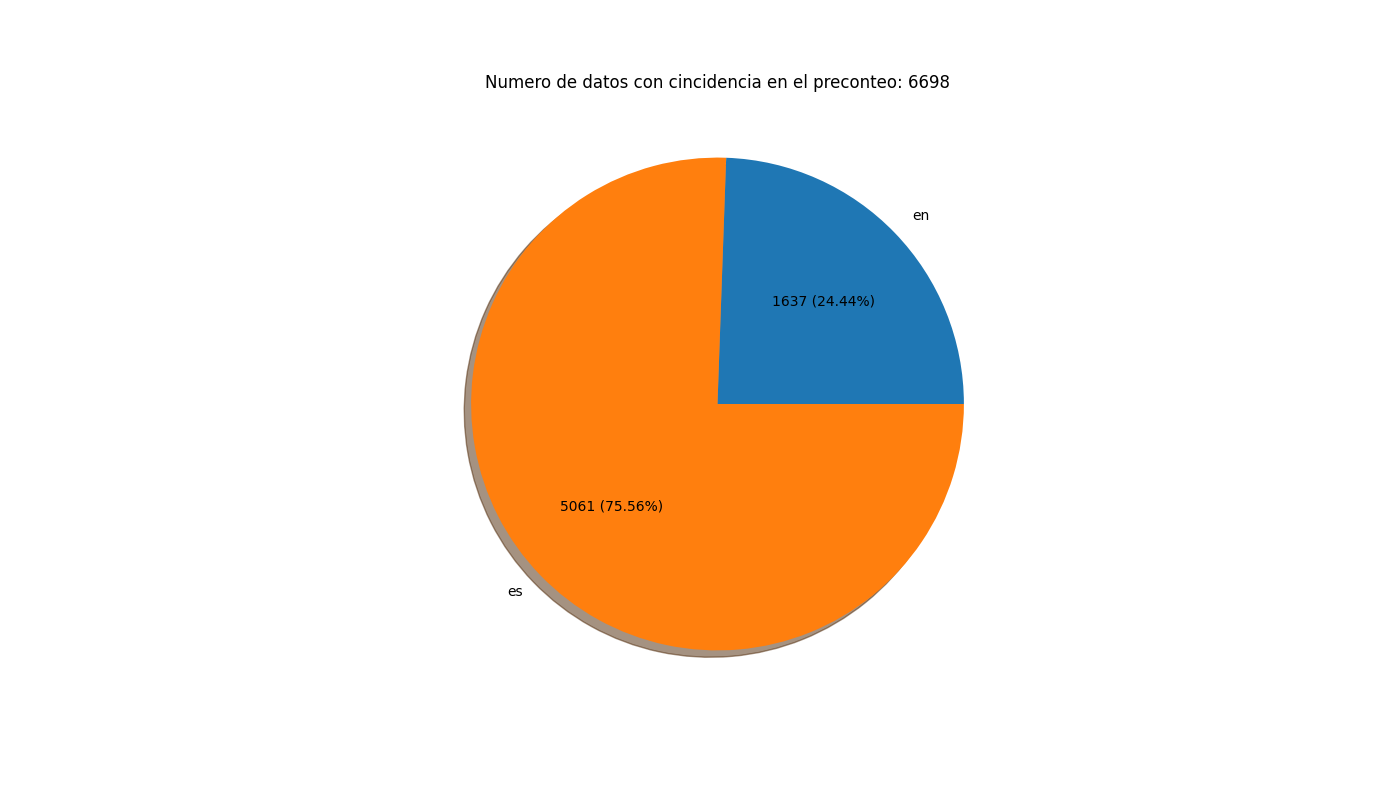 Numero de datos con cincidencia en el preconteo: 6698
en
1637 (24.44%)
5061 (75.56%)
es